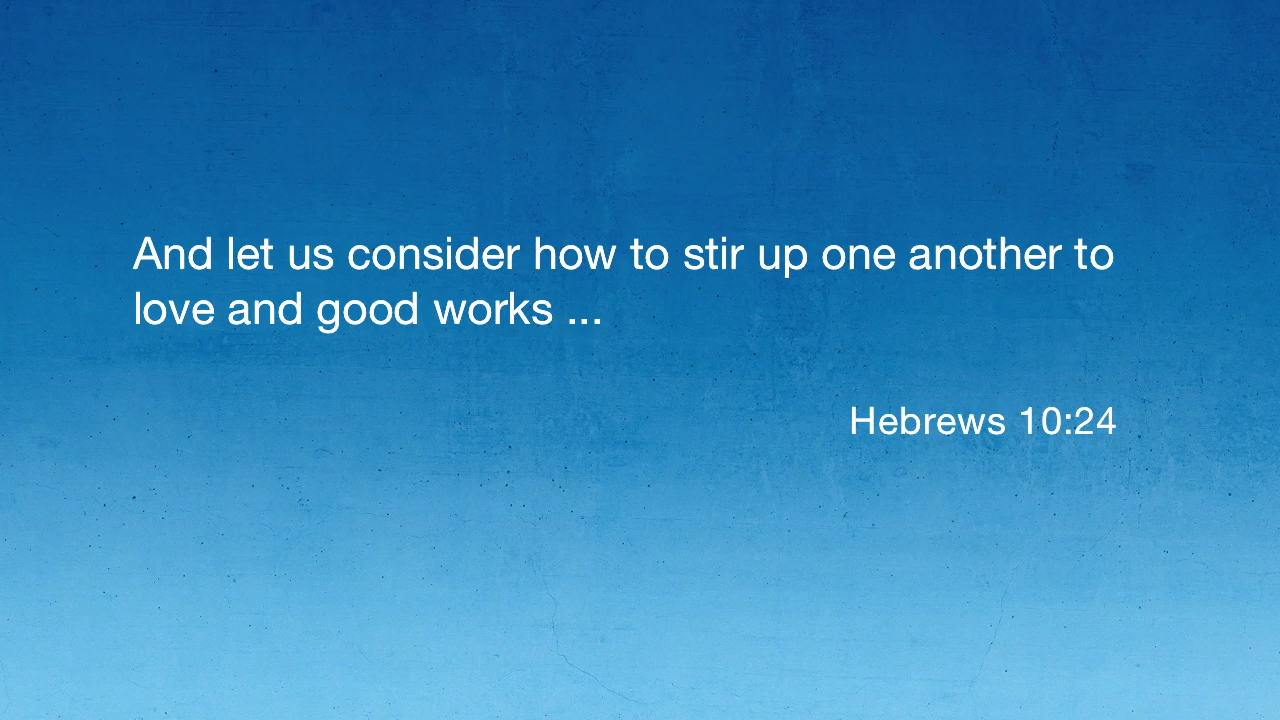 And let us consider how to stir up one another to
love and good works ...
Hebrews 10:24